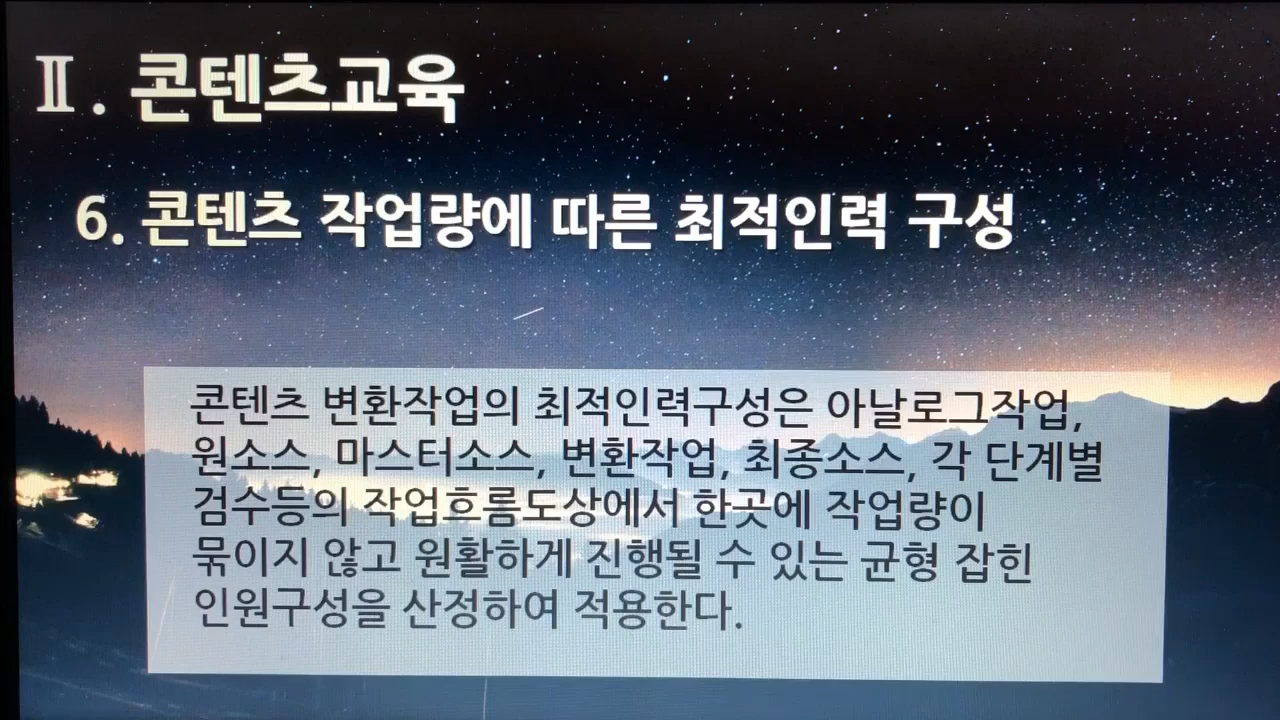 Ⅱ. 콘텐츠교육
6. 콘텐츠 작업량에 따른 최적인력 구성
콘텐츠 변환작업의 최적인력구성은 아날로그작업,
원소스, 마스터소스, 변환작업, 최종소스, 각 단계별
검수등의 작업흐름도상에서 한곳에 작업량이
묶이지 않고 원활하게 진행될 수 있는 균형 잡힌
인원구성을 산정하여 적용한다.